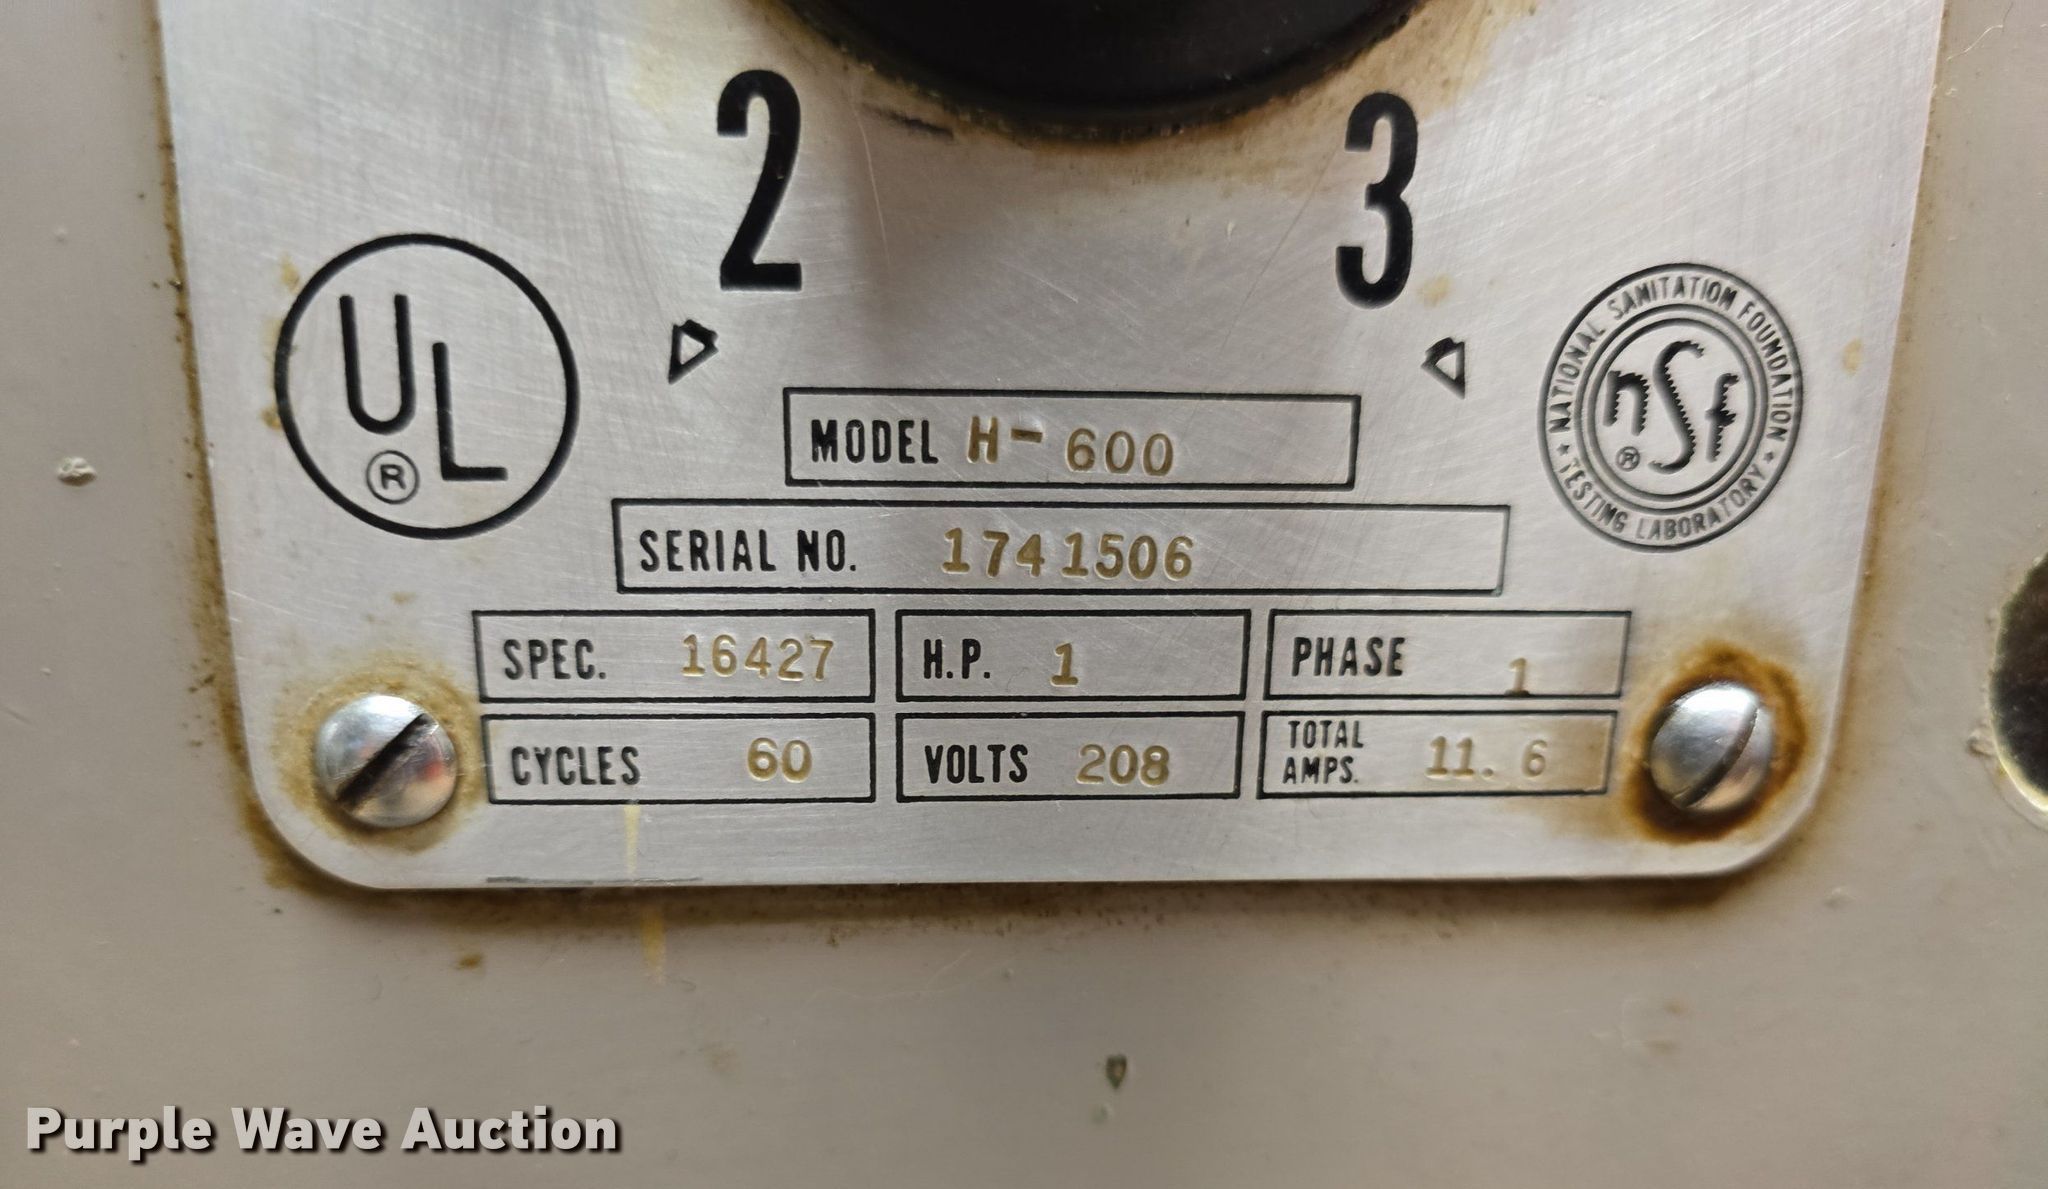 2 3
UL
®
NATIONAL SANITATION FOUNDATION
nsf
®
★ TESTING LABORATORY ★
MODEL H-600
SERIAL NO. 1741506
SPEC. 16427 H.P. 1 PHASE 1
CYCLES 60 VOLTS 208 TOTAL AMPS. 11.6
Purple Wave Auction